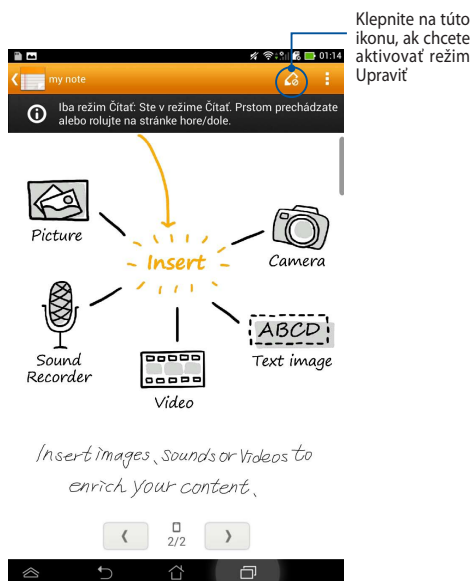 Klepnite na túto
ikonu, ak chcete
aktivovať režim
Upraviť
01:14
my note
Iba režim Čítať: Ste v režime Čítať. Prstom prechádzate
alebo rolujte na stránke hore/dole.
Picture
Insert
Camera
Sound
Recorder
ABCD
Text image
Video
Insert images, Sounds or Videos to
enrich your content.
2/2